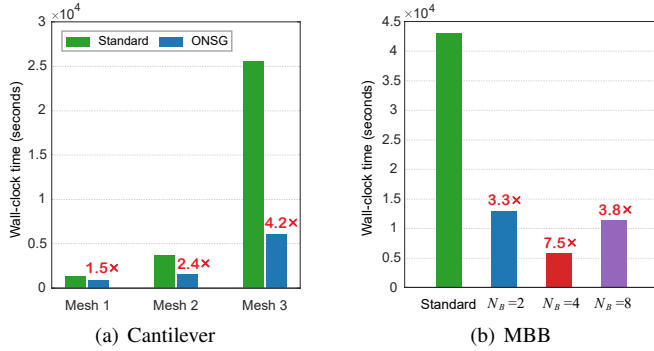 ×10⁴
3
Standard
ONSG
2.5
2
1.5
1
0.5
0
Wall-clock time (seconds)
1.5×
2.4×
4.2×
Mesh 1
Mesh 2
Mesh 3
(a) Cantilever
×10⁴
4.5
4
3.5
3
2.5
2
1.5
1
0.5
0
Wall-clock time (seconds)
3.3×
7.5×
3.8×
Standard
N_B=2
N_B=4
N_B=8
(b) MBB